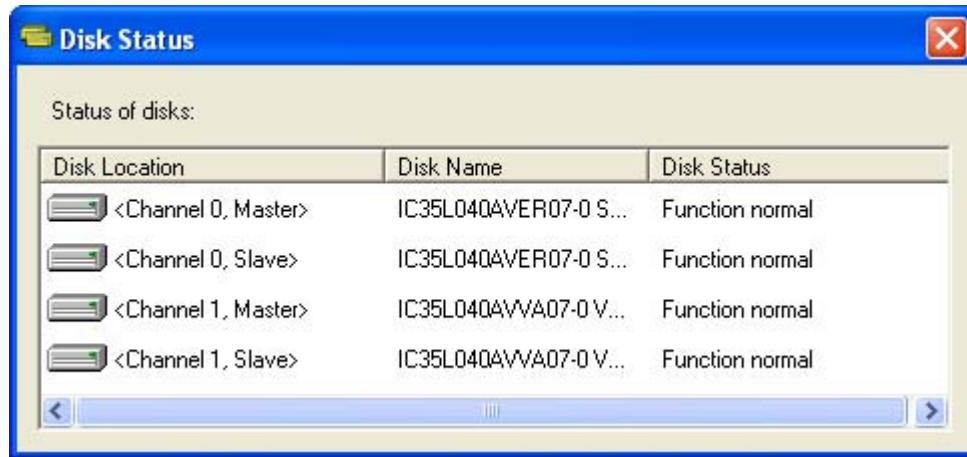 Disk Status
Status of disks:
Disk Location Disk Name Disk Status
<Channel 0, Master> IC35L040AVER07-0 S... Function normal
<Channel 0, Slave> IC35L040AVER07-0 S... Function normal
<Channel 1, Master> IC35L040AVVA07-0 V... Function normal
<Channel 1, Slave> IC35L040AVVA07-0 V... Function normal